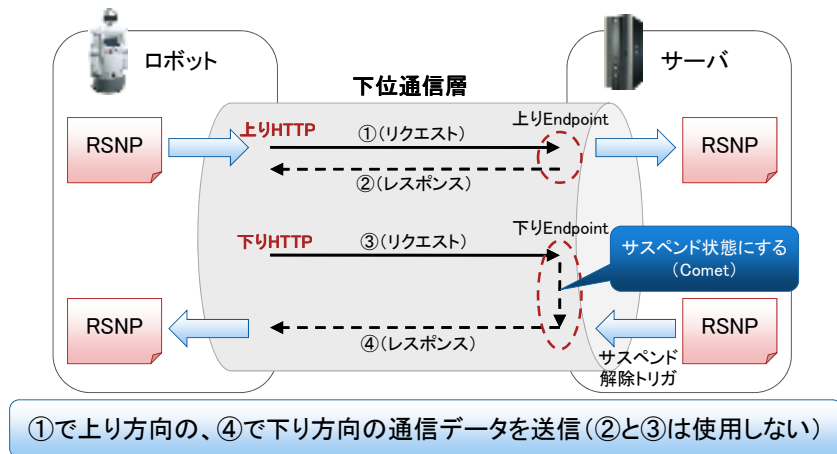 ロボット
サーバ
下位通信層
上りHTTP
①(リクエスト)
上りEndpoint
RSNP
RSNP
②(レスポンス)
下りHTTP
③(リクエスト)
下りEndpoint
サスペンド状態にする
(Comet)
RSNP
RSNP
④(レスポンス)
サスペンド
解除トリガ
①で上り方向の、④で下り方向の通信データを送信(②と③は使用しない)